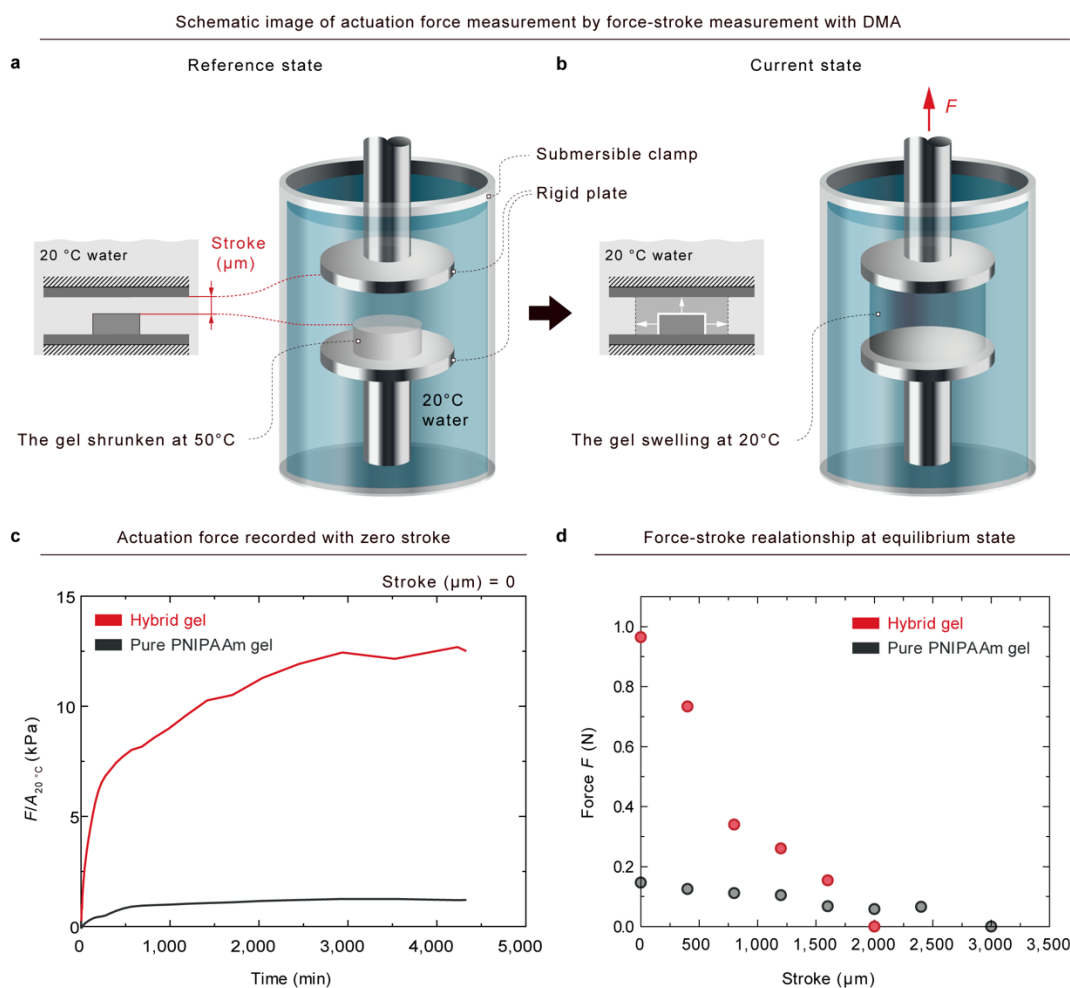 Schematic image of actuation force measurement by force-stroke measurement with DMA
a
Reference state
b
Current state
F
Submersible clamp
Rigid plate
20 °C water
Stroke
(μm)
20°C
water
The gel shrunken at 50°C
20 °C water
The gel swelling at 20°C
c
Actuation force recorded with zero stroke
Stroke (μm) = 0
Hybrid gel
Pure PNIPAAm gel
15
10
5
0
F/A20 °C (kPa)
0
1,000
2,000
3,000
4,000
5,000
Time (min)
d
Force-stroke realationship at equilibrium state
Hybrid gel
Pure PNIPAAm gel
1.0
0.8
0.6
0.4
0.2
0.0
Force F (N)
0
500
1,000
1,500
2,000
2,500
3,000
3,500
Stroke (μm)